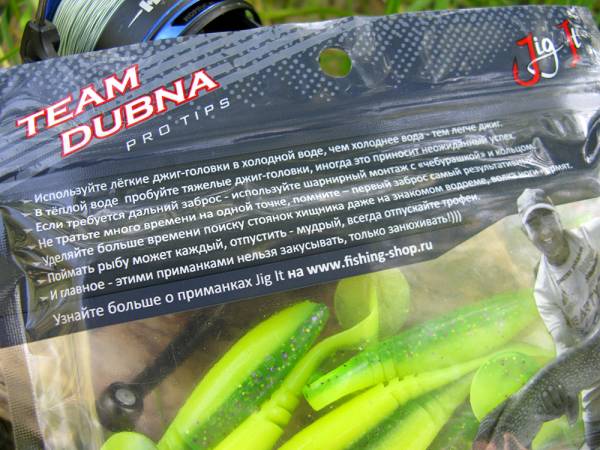 TEAM
DUBNA
PRO TIPS
Jig It
- Используйте лёгкие джиг-головки в холодной воде, чем холоднее вода - тем легче джиг.
В тёплой воде пробуйте тяжелые джиг-головки, иногда это приносит неожиданный успех.
Если требуется дальний заброс - используйте шарнирный монтаж с «чебурашкой» и кольцом
Не тратьте много времени на одной точке, помните - первый заброс самый результативный.
Уделяйте больше времени поиску стоянок хищника даже на знакомом водоеме,
- Поймать рыбу может каждый, отпустить - мудрый, всегда отпускайте трофеи.
- И главное - этими приманками нельзя закусывать, только занюхивать!))))
Узнайте больше о приманках Jig It на www.fishing-shop.ru